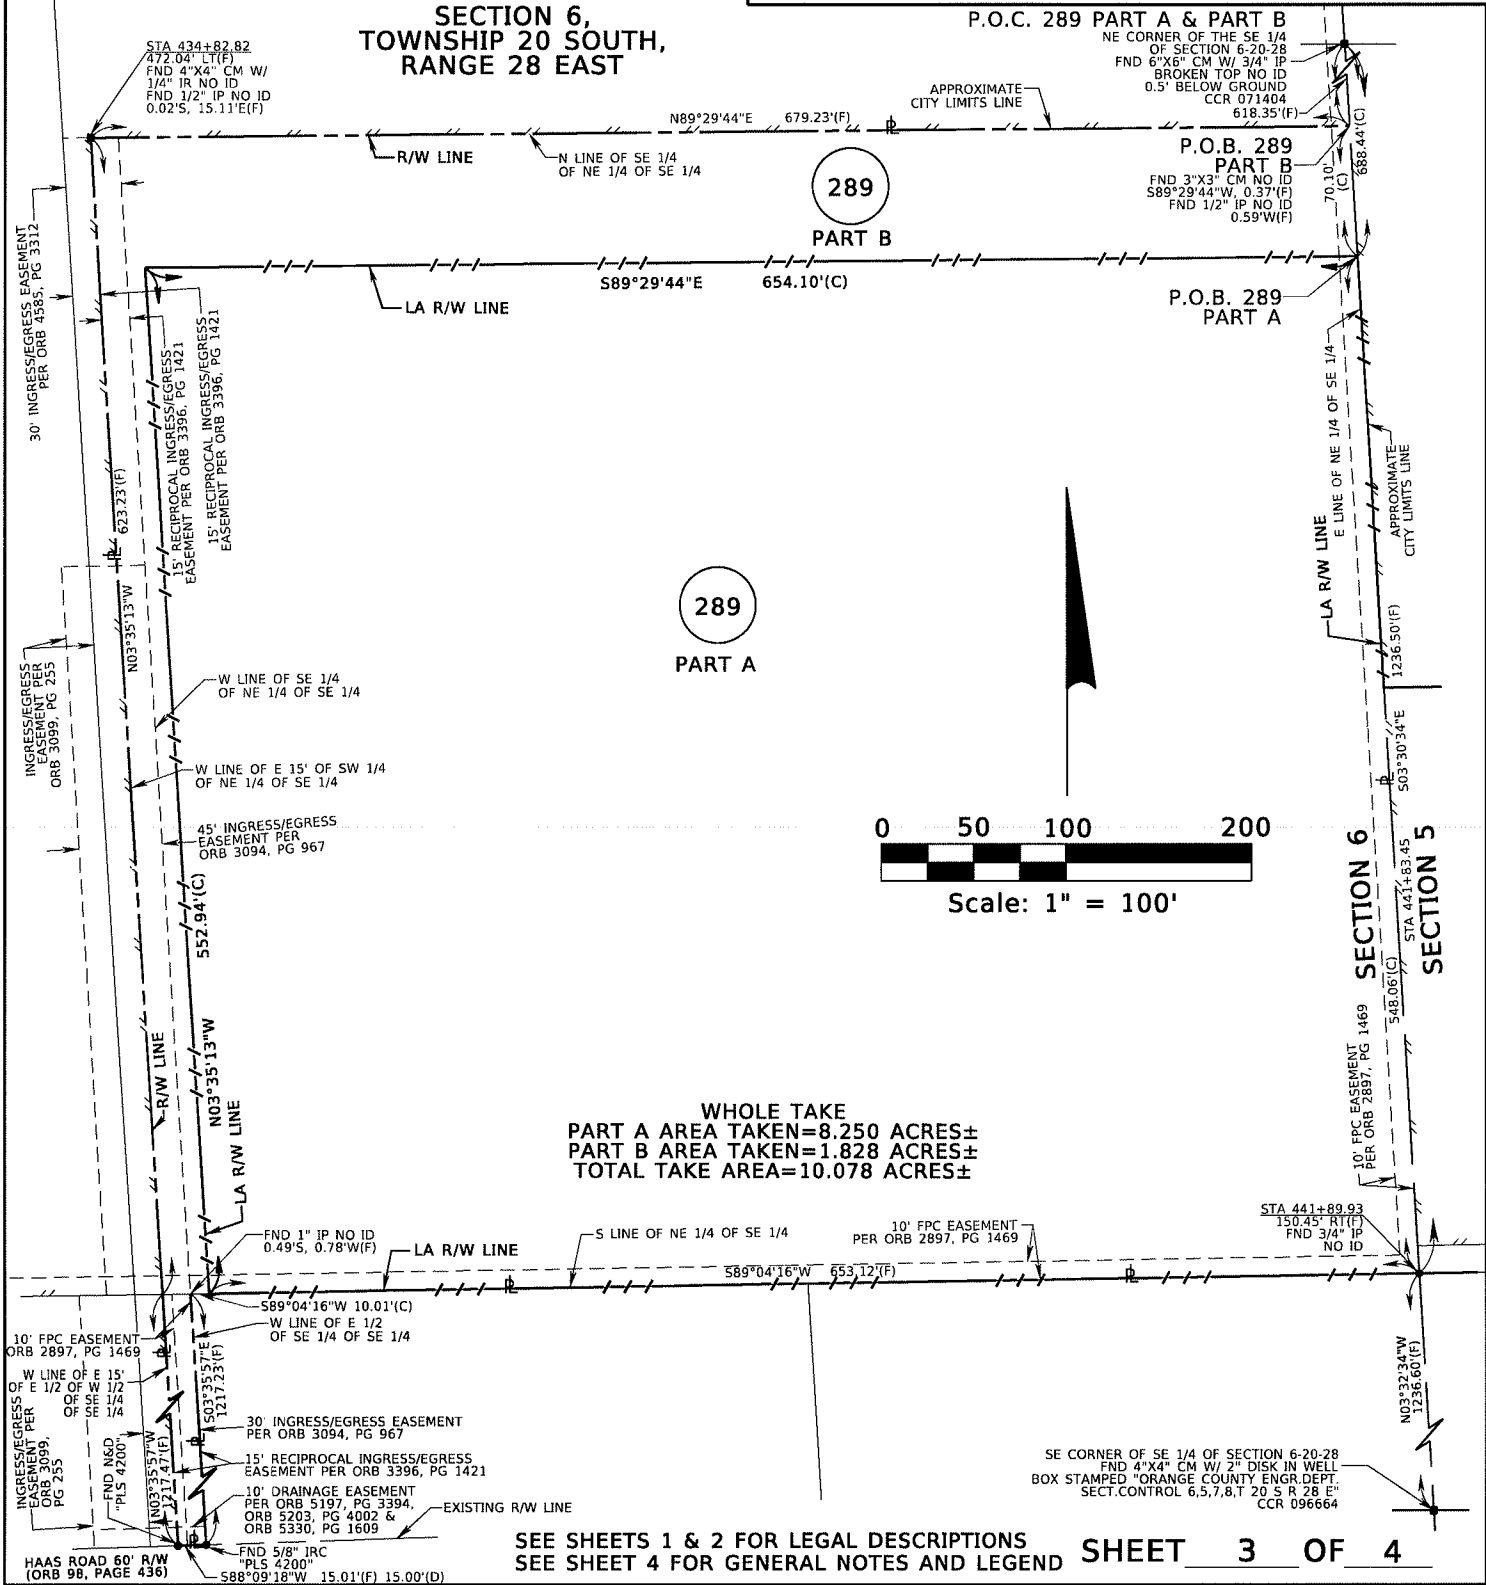 SECTION 6,
TOWNSHIP 20 SOUTH,
RANGE 28 EAST
STA 434+82.82
472.04' LT(F)
FND 4"X4" CM W/
1/4" IR NO ID
FND 1/2" IP NO ID
0.02'S, 15.11'E(F)
P.O.C. 289 PART A & PART B
NE CORNER OF THE SE 1/4
OF SECTION 6-20-28
FND 6"X6" CM W/ 3/4" IP
BROKEN TOP NO ID
0.5' BELOW GROUND
CCR 071404
618.35'(F)
APPROXIMATE
CITY LIMITS LINE
N89°29'44"E 679.23'(F)
PL
R/W LINE
N LINE OF SE 1/4
OF NE 1/4 OF SE 1/4
289
PART B
P.O.B. 289
PART B
FND 3"X3" CM NO ID
S89°29'44"W, 0.37'(F)
FND 1/2" IP NO ID
0.59'W(F)
70.10'
(C)
688.44'(C)
S89°29'44"E 654.10'(C)
LA R/W LINE
P.O.B. 289
PART A
30' INGRESS/EGRESS EASEMENT
PER ORB 4585, PG 3312
15' RECIPROCAL INGRESS/EGRESS
EASEMENT PER ORB 3396, PG 1421
15' RECIPROCAL INGRESS/EGRESS
EASEMENT PER ORB 3396, PG 1421
623.23'(F)
PL
N03°35'13"W
E LINE OF NE 1/4 OF SE 1/4
APPROXIMATE
CITY LIMITS LINE
LA R/W LINE
1236.50'(F)
289
PART A
INGRESS/EGRESS
EASEMENT PER
ORB 3099, PG 255
W LINE OF SE 1/4
OF NE 1/4 OF SE 1/4
W LINE OF E 15' OF SW 1/4
OF NE 1/4 OF SE 1/4
45' INGRESS/EGRESS
EASEMENT PER
ORB 3094, PG 967
S03°30'34"E
PL
0 50 100 200
Scale: 1" = 100'
SECTION 6
STA 441+83.45
SECTION 5
548.06'(C)
552.94'(C)
N03°35'13"W
R/W LINE
LA R/W LINE
10' FPC EASEMENT
PER ORB 2897, PG 1469
WHOLE TAKE
PART A AREA TAKEN=8.250 ACRES±
PART B AREA TAKEN=1.828 ACRES±
TOTAL TAKE AREA=10.078 ACRES±
FND 1" IP NO ID
0.49'S, 0.78'W(F)
LA R/W LINE
S LINE OF NE 1/4 OF SE 1/4
10' FPC EASEMENT
PER ORB 2897, PG 1469
STA 441+89.93
150.45' RT(F)
FND 3/4" IP
NO ID
S89°04'16"W 653.12'(F)
PL
PL
S89°04'16"W 10.01'(C)
W LINE OF E 1/2
OF SE 1/4 OF SE 1/4
10' FPC EASEMENT
ORB 2897, PG 1469
PL
W LINE OF E 15'
OF E 1/2 OF W 1/2
OF SE 1/4
OF SE 1/4
S03°35'57"E
1217.23'(F)
PL
30' INGRESS/EGRESS EASEMENT
PER ORB 3094, PG 967
15' RECIPROCAL INGRESS/EGRESS
EASEMENT PER ORB 3396, PG 1421
10' DRAINAGE EASEMENT
PER ORB 5197, PG 3394,
ORB 5203, PG 4002 &
ORB 5330, PG 1609
EXISTING R/W LINE
INGRESS/EGRESS
EASEMENT PER
ORB 3099,
PG 255
FND N&D
"PLS 4200"
N03°35'57"W
1217.47'(F)
PL
N03°32'34"W
1236.60'(F)
SE CORNER OF SE 1/4 OF SECTION 6-20-28
FND 4"X4" CM W/ 2" DISK IN WELL
BOX STAMPED "ORANGE COUNTY ENGR.DEPT.
SECT.CONTROL 6,5,7,8,T 20 S R 28 E"
CCR 096664
HAAS ROAD 60' R/W
(ORB 98, PAGE 436)
FND 5/8" IRC
"PLS 4200"
S88°09'18"W 15.01'(F) 15.00'(D)
SEE SHEETS 1 & 2 FOR LEGAL DESCRIPTIONS
SEE SHEET 4 FOR GENERAL NOTES AND LEGEND
SHEET 3 OF 4